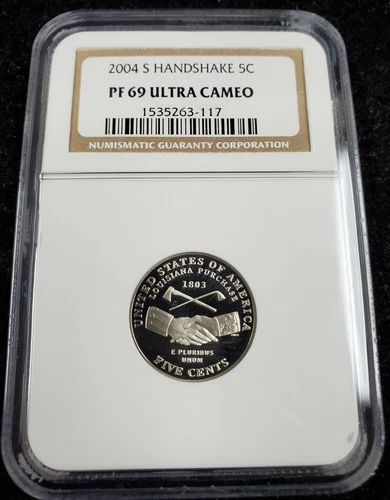 2004 S HANDSHAKE 5C
PF 69 ULTRA CAMEO
1535263-117
NUMISMATIC GUARANTY CORPORATION
UNITED STATES OF AMERICA
LOUISIANA PURCHASE
1803
E PLURIBUS
UNUM
FIVE CENTS